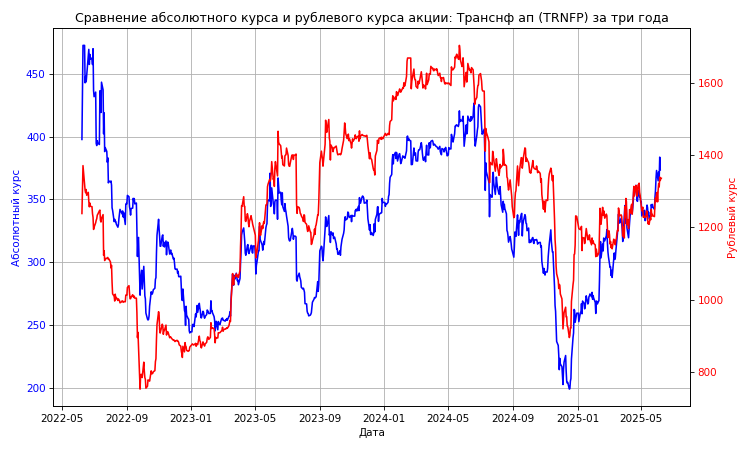 Сравнение абсолютного курса и рублевого курса акции: Транснф ап (TRNFP) за три года
Абсолютный курс
450
400
350
300
250
200
1600
1400
1200
1000
800
Рублевый курс
2022-05 2022-09 2023-01 2023-05 2023-09 2024-01 2024-05 2024-09 2025-01 2025-05
Дата